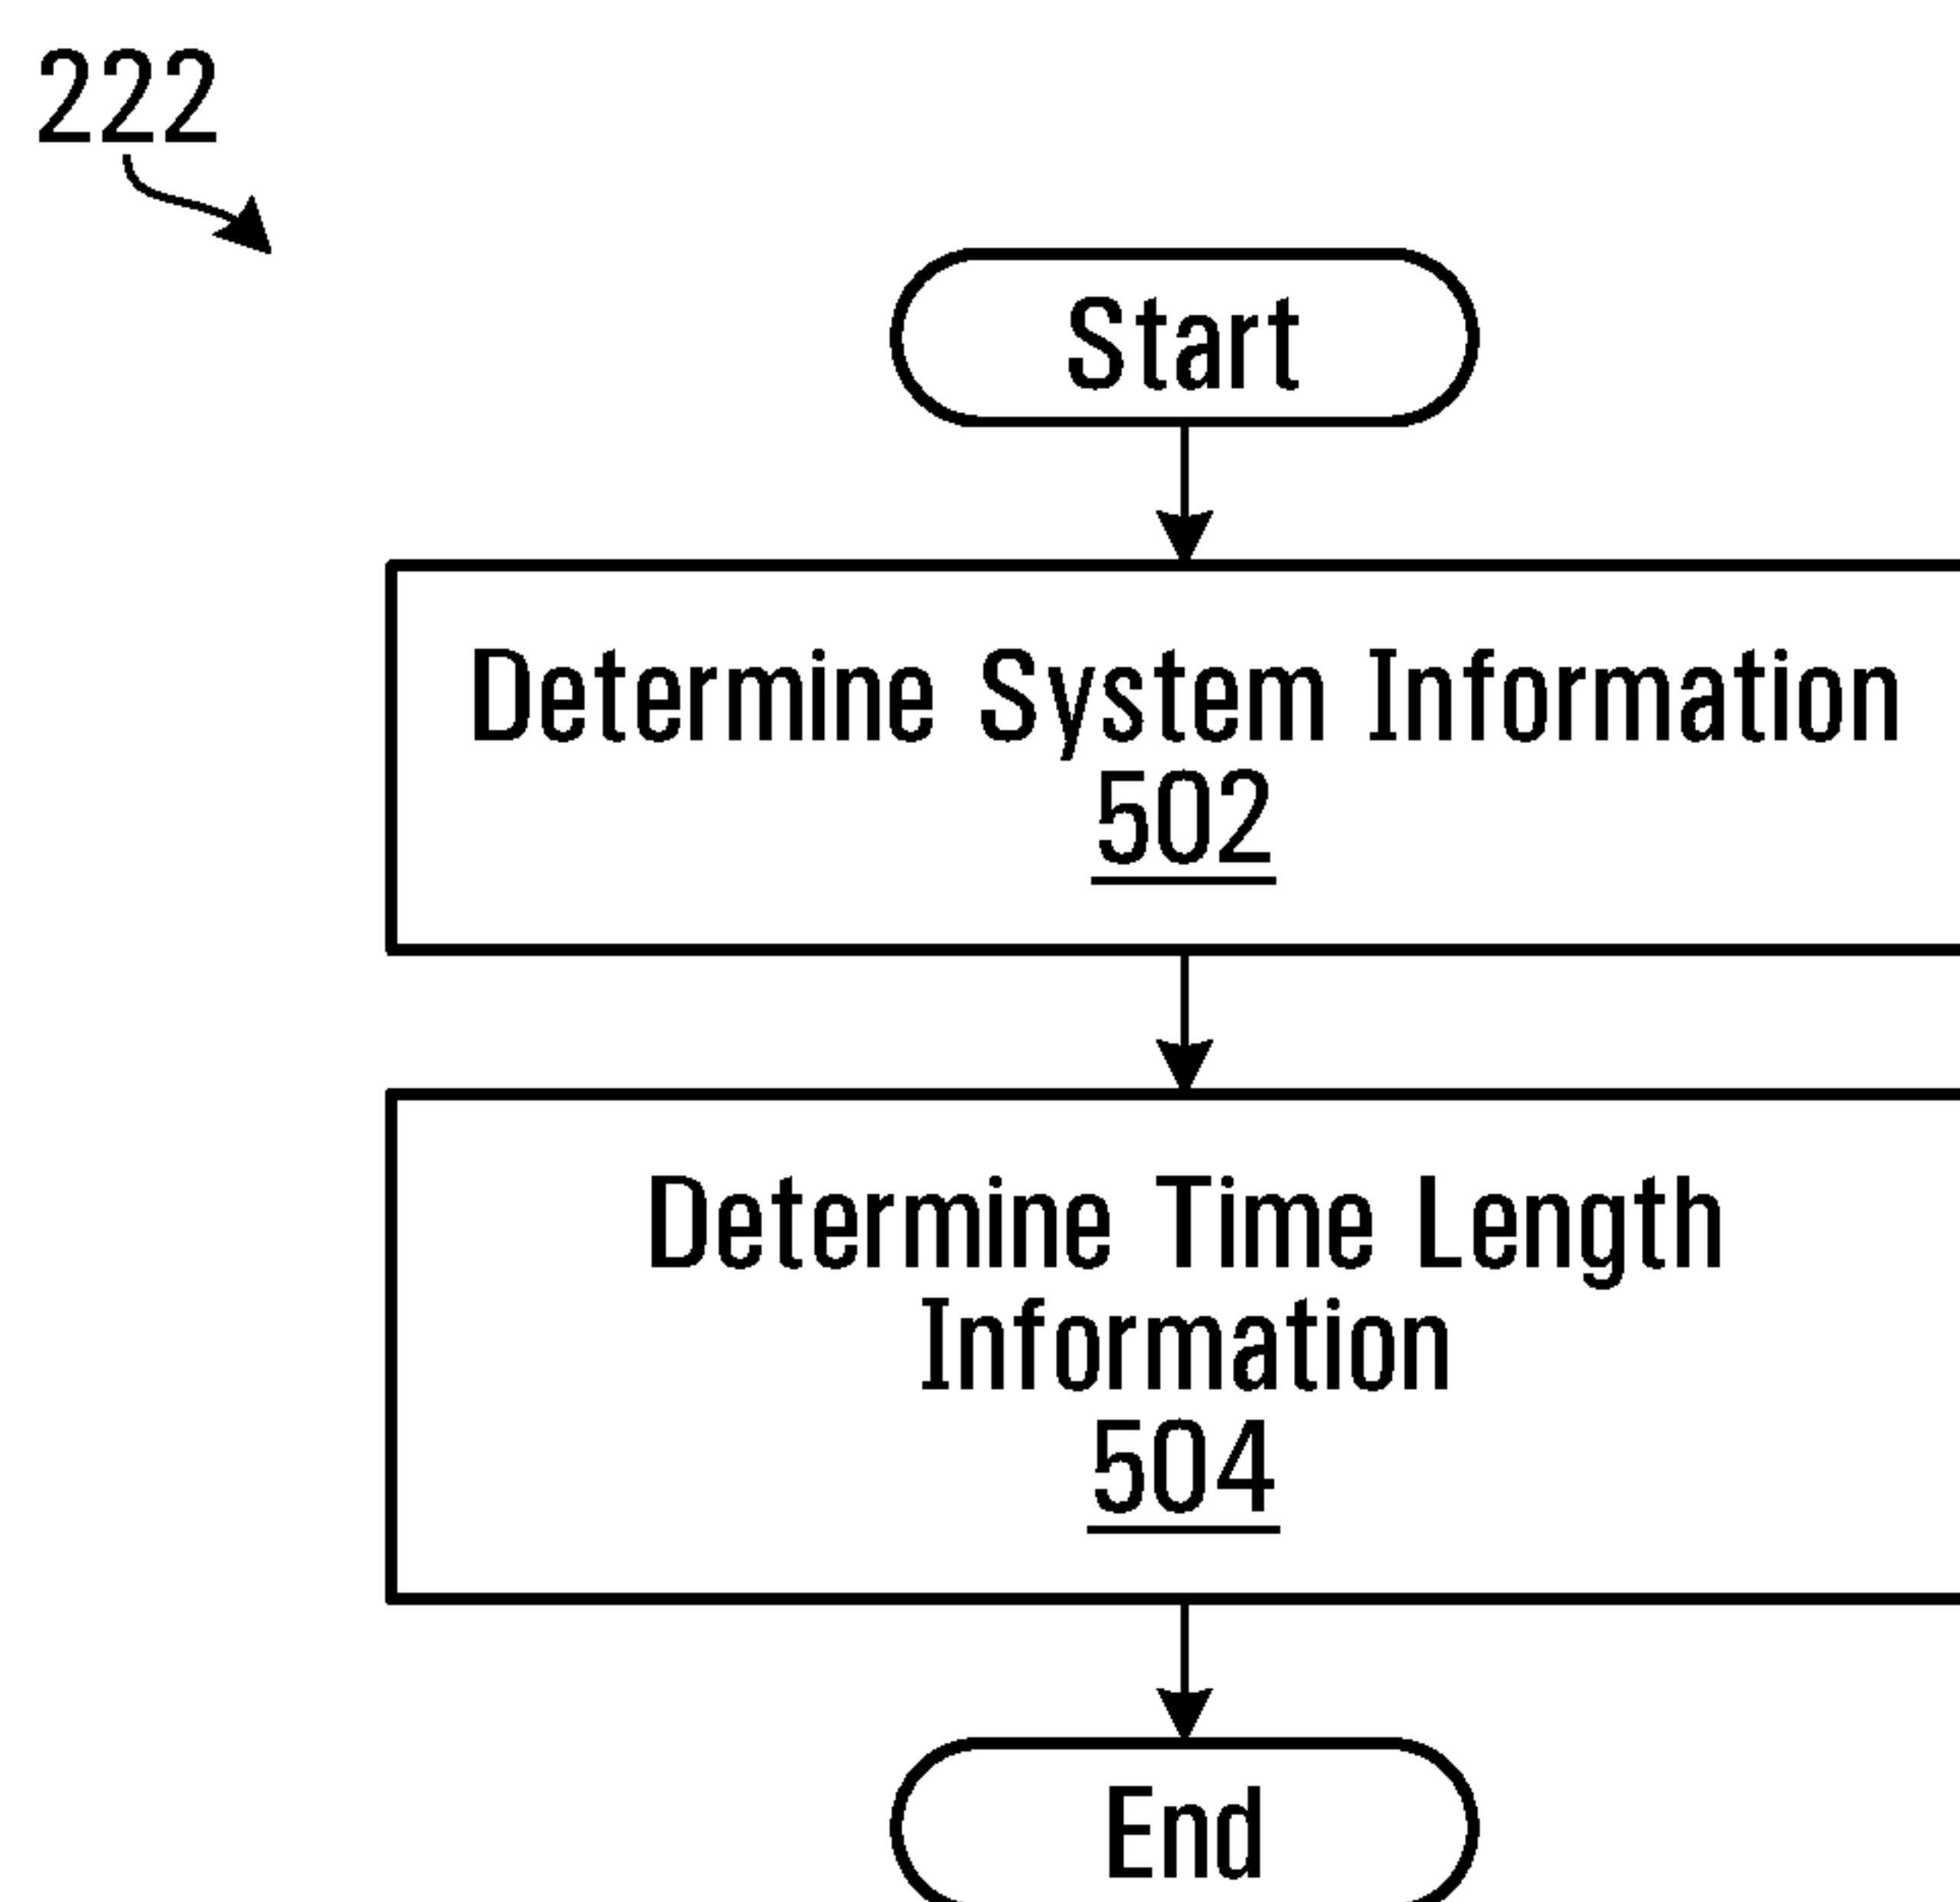 222
Start
Determine System Information
502
Determine Time Length
Information
504
End